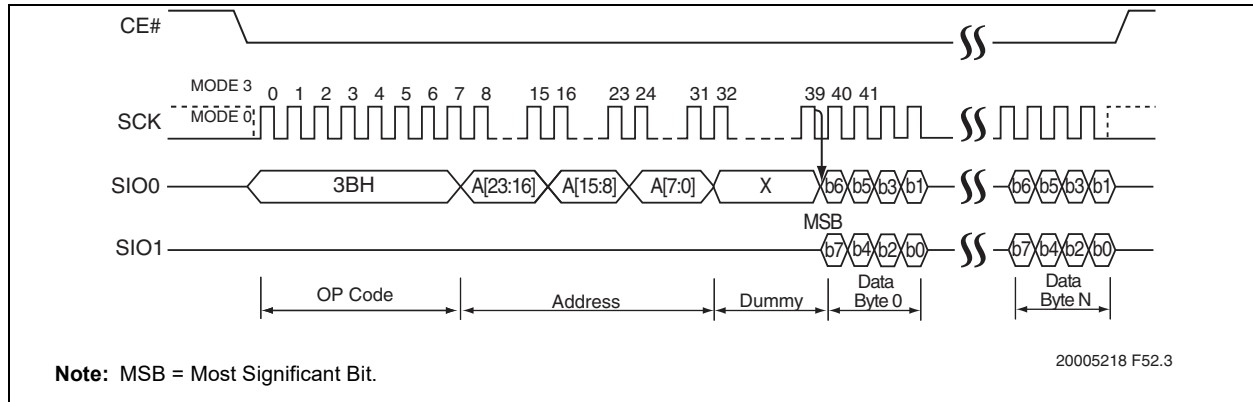 CE#
MODE 3
0 1 2 3 4 5 6 7 8 15 16 23 24 31 32 39 40 41
SCK
MODE 0
SIO0
3BH A[23:16] A[15:8] A[7:0] X b6 b5 b3 b1 b6 b5 b3 b1
MSB
SIO1
b7 b4 b2 b0 b7 b4 b2 b0
OP Code Address Dummy Data Byte 0 Data Byte N
20005218 F52.3
Note: MSB = Most Significant Bit.